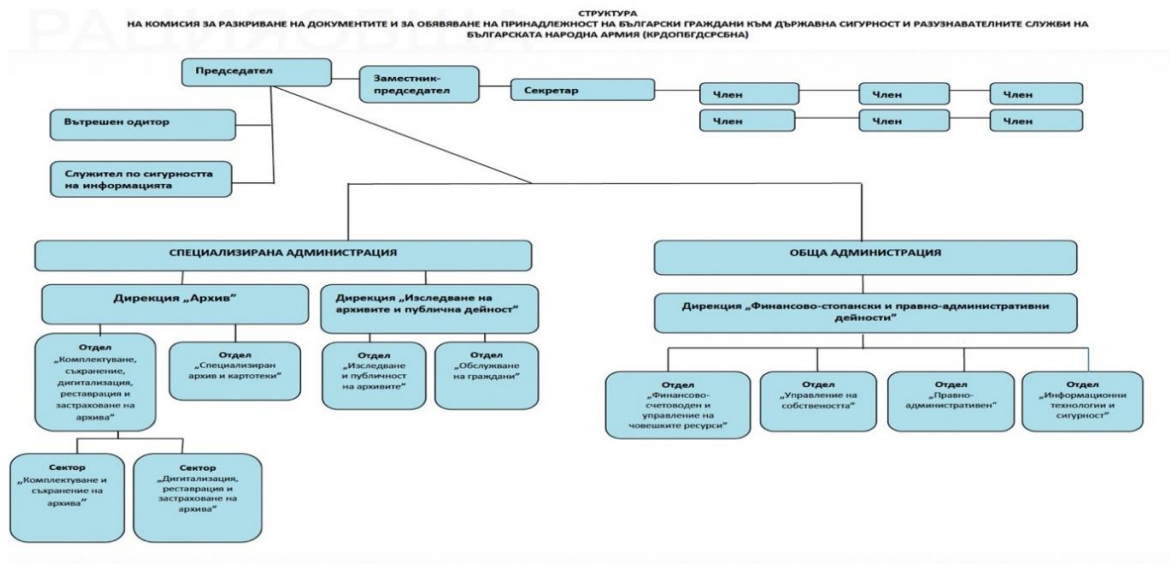 СТРУКТУРА
НА КОМИСИЯ ЗА РАЗКРИВАНЕ НА ДОКУМЕНТИТЕ И ЗА ОБЯВЯВАНЕ НА ПРИНАДЛЕЖНОСТ НА БЪЛГАРСКИ ГРАЖДАНИ КЪМ ДЪРЖАВНА СИГУРНОСТ И РАЗУЗНАВАТЕЛНИТЕ СЛУЖБИ НА
БЪЛГАРСКАТА НАРОДНА АРМИЯ (КРДОПБГДСРСБНА)
Председател
Заместник-
председател
Секретар
Член
Член
Член
Член
Член
Член
Вътрешен одитор
Служител по сигурността
на информацията
СПЕЦИАЛИЗИРАНА АДМИНИСТРАЦИЯ
ОБЩА АДМИНИСТРАЦИЯ
Дирекция „Архив”
Дирекция „Изследване на
архивите и публична дейност”
Дирекция „Финансово-стопански и правно-административни
дейности”
Отдел
„Комплектуване,
съхранение,
дигитализация,
реставрация и
застраховане на
архива”
Отдел
„Специализиран
архив и картотеки”
Отдел
„Изследване
и публичност
на архивите”
Отдел
„Обслужване
на граждани”
Отдел
„Финансово-
счетоводен и
управление на
човешките ресурси”
Отдел
„Управление на
собствеността”
Отдел
„Правно-
административен”
Отдел
„Информационни
технологии и
сигурност”
Сектор
„Комплектуване и
съхранение на
архива”
Сектор
„Дигитализация,
реставрация и
застраховане на
архива”